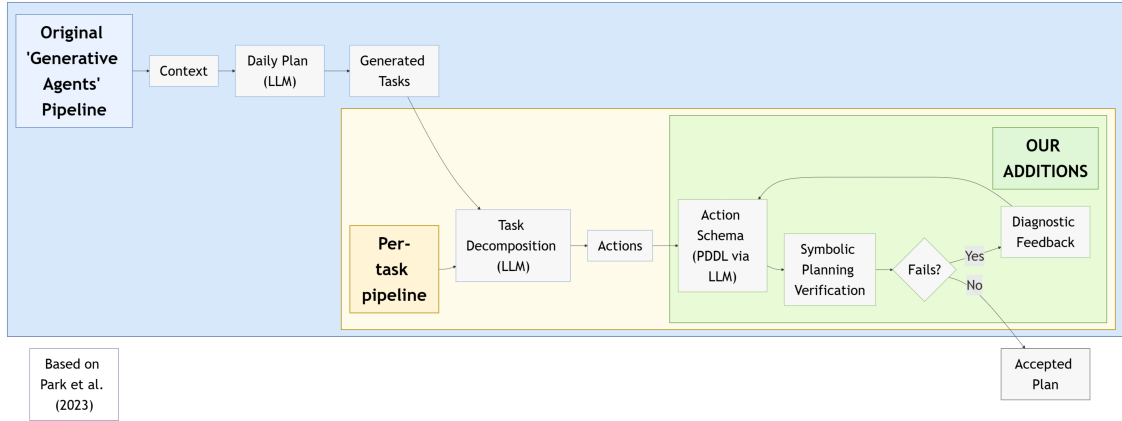 Original
'Generative
Agents'
Pipeline
Context
Daily Plan
(LLM)
Generated
Tasks
OUR
ADDITIONS
Per-
task
pipeline
Task
Decomposition
(LLM)
Actions
Action
Schema
(PDDL via
LLM)
Symbolic
Planning
Verification
Fails?
Yes
No
Diagnostic
Feedback
Based on
Park et al.
(2023)
Accepted
Plan